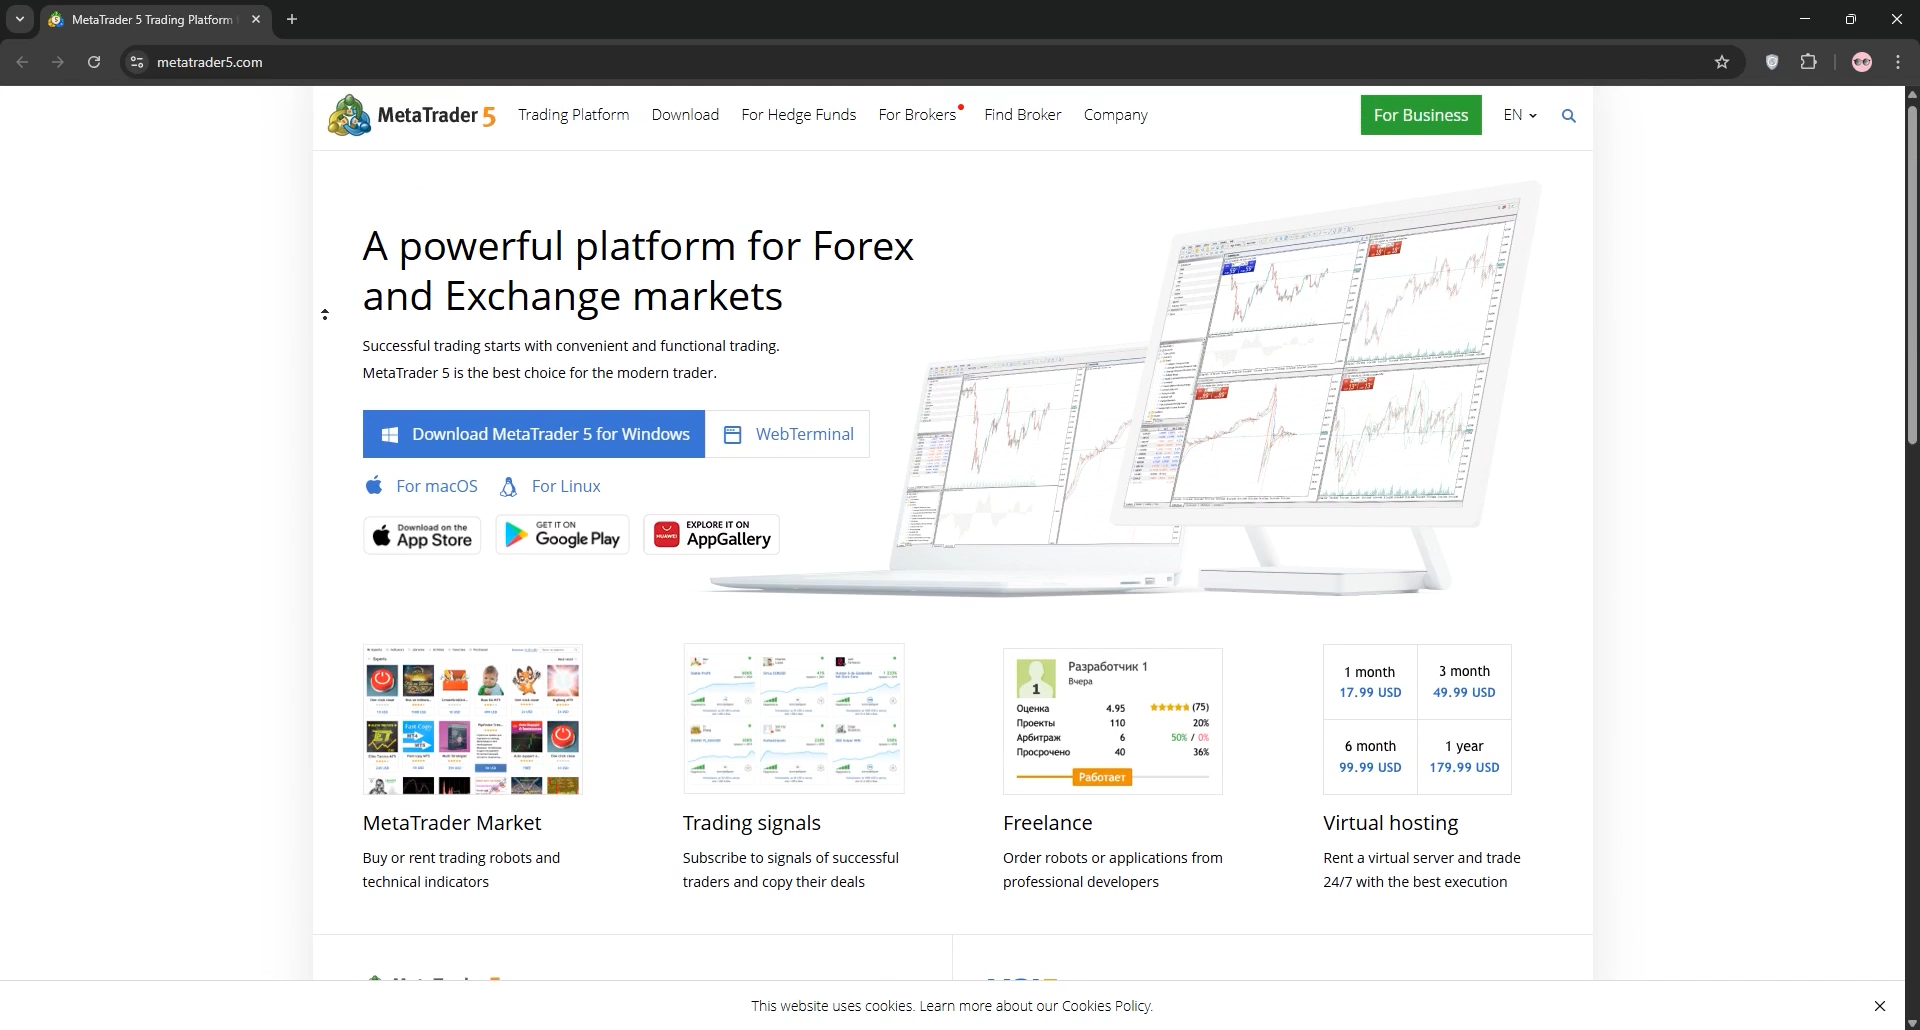 MetaTrader 5 Trading Platform
metatrader5.com
MetaTrader 5
Trading Platform
Download
For Hedge Funds
For Brokers
Find Broker
Company
For Business
EN
A powerful platform for Forex
and Exchange markets
Successful trading starts with convenient and functional trading.
MetaTrader 5 is the best choice for the modern trader.
Download MetaTrader 5 for Windows
WebTerminal
For macOS
For Linux
Download on the
App Store
GET IT ON
Google Play
HUAWEI
EXPLORE IT ON
AppGallery
1
Разработчик 1
Вчера
Оценка 4.95 (75)
Проекты 110 20%
Арбитраж 6 50% / 0%
Просрочено 40 36%
Работает
1 month
17.99 USD
3 month
49.99 USD
6 month
99.99 USD
1 year
179.99 USD
MetaTrader Market
Buy or rent trading robots and
technical indicators
Trading signals
Subscribe to signals of successful
traders and copy their deals
Freelance
Order robots or applications from
professional developers
Virtual hosting
Rent a virtual server and trade
24/7 with the best execution
This website uses cookies. Learn more about our Cookies Policy.